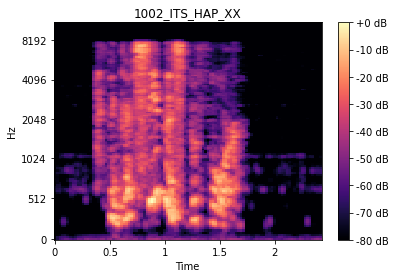 1002_ITS_HAP_XX
+0 dB
8192
-10 dB
4096
-20 dB
-30 dB
2048
Hz
-40 dB
1024
-50 dB
512
-60 dB
-70 dB
0
-80 dB
0 0.5 1 1.5 2
Time